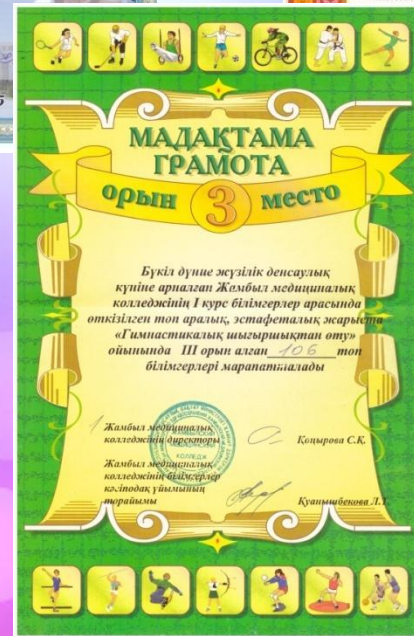 МАДАҚТАМА
ГРАМОТА
орын 3 место
Бүкіл дүние жүзілік денсаулық
күніне арналған Жамбыл медициналық
колледжінің I курс білімгерлер арасында
өткізілген топ аралық, эстафеталық жарыста
«Гимнастикалық шығыршықтан өту»
ойынында III орын алған 106 топ
білімгерлері марапатталады
Жамбыл медициналық
колледжінің директоры Қоңырова С.Қ.
КОЛЛЕДЖ
Жамбыл медициналық
колледжінің білімгерлер
кәсіподақ ұйымының
төрайымы Куанышбекова Л.Т.